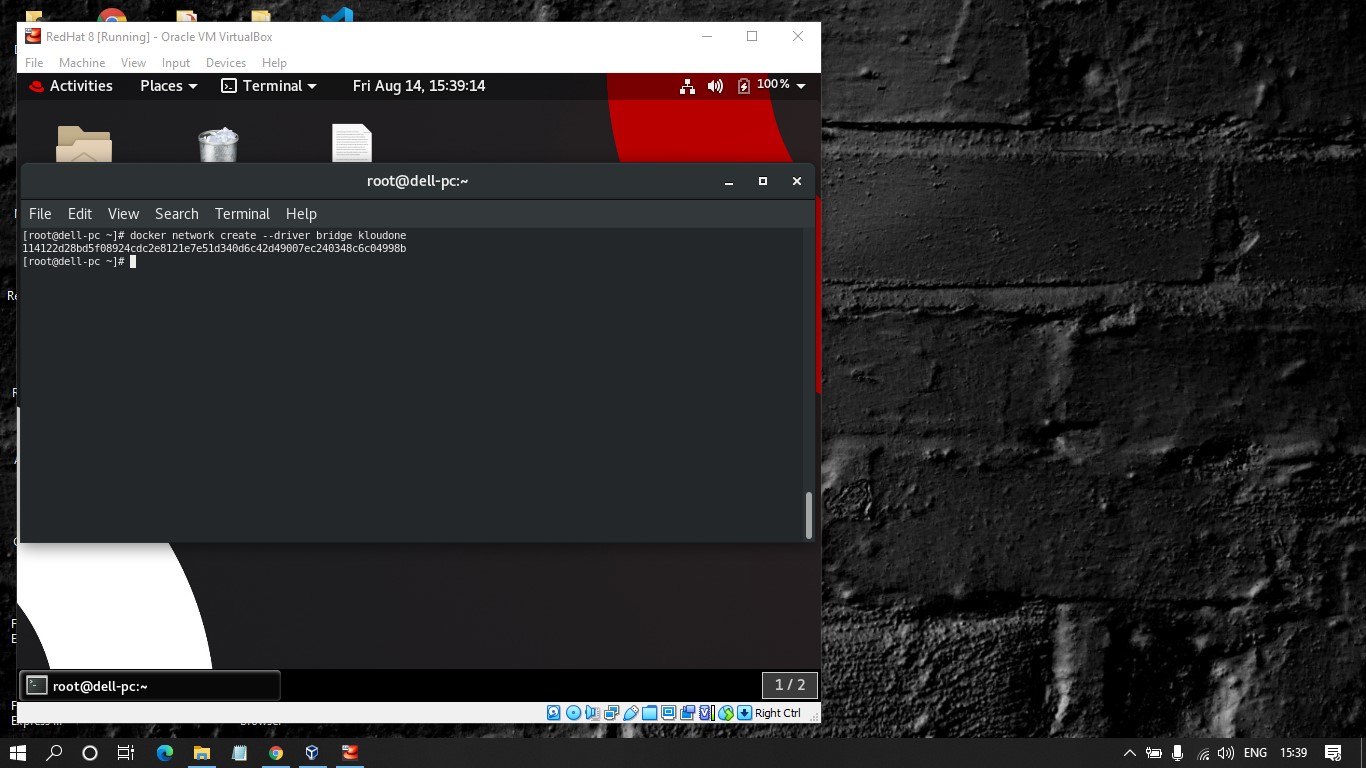 RedHat 8 [Running] - Oracle VM VirtualBox
File Machine View Input Devices Help
Activities Places Terminal Fri Aug 14, 15:39:14 100%
root@dell-pc:~
File Edit View Search Terminal Help
[root@dell-pc ~]# docker network create --driver bridge kloudone
114122d28bd5f08924cdc2e8121e7e51d340d6c42d49007ec240348c6c04998b
[root@dell-pc ~]#
root@dell-pc:~ 1 / 2
Right Ctrl
ENG 15:39